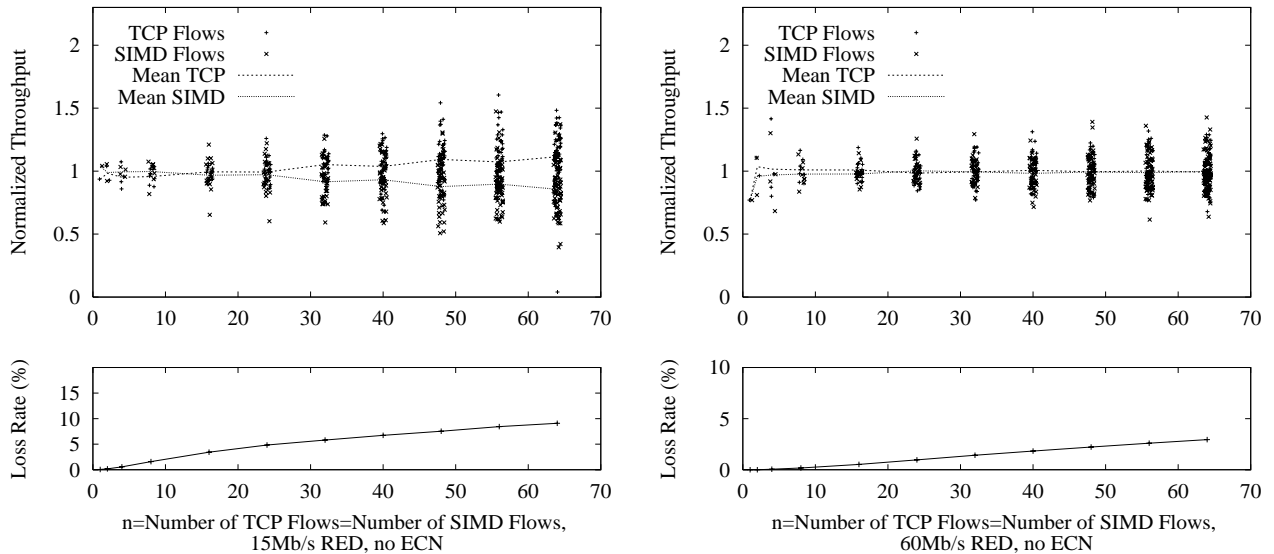 2
1.5
1
0.5
0
Normalized Throughput
TCP Flows
SIMD Flows
Mean TCP
Mean SIMD
0 10 20 30 40 50 60 70
15
10
5
0
Loss Rate (%)
0 10 20 30 40 50 60 70
n=Number of TCP Flows=Number of SIMD Flows,
15Mb/s RED, no ECN
2
1.5
1
0.5
0
Normalized Throughput
TCP Flows
SIMD Flows
Mean TCP
Mean SIMD
0 10 20 30 40 50 60 70
10
5
0
Loss Rate (%)
0 10 20 30 40 50 60 70
n=Number of TCP Flows=Number of SIMD Flows,
60Mb/s RED, no ECN